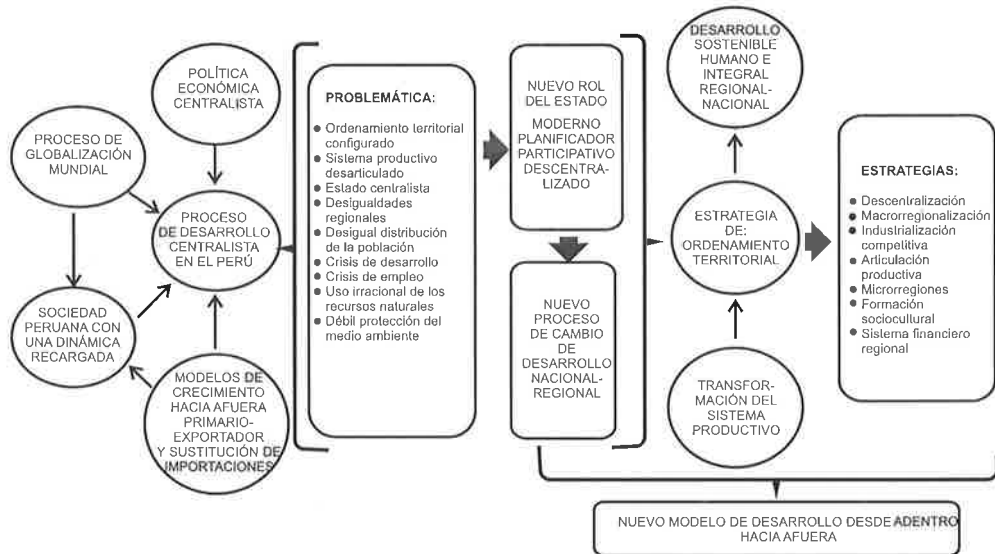 POLÍTICA
ECONÓMICA
CENTRALISTA
PROCESO DE
GLOBALIZACIÓN
MUNDIAL
PROCESO
DE DESARROLLO
CENTRALISTA
EN EL PERÚ
SOCIEDAD
PERUANA CON
UNA DINÁMICA
RECARGADA
MODELOS DE
CRECIMIENTO
HACIA AFUERA
PRIMARIO-
EXPORTADOR
Y SUSTITUCIÓN DE
IMPORTACIONES
PROBLEMÁTICA:
• Ordenamiento territorial
configurado
• Sistema productivo
desarticulado
• Estado centralista
• Desigualdades
regionales
• Desigual distribución
de la población
• Crisis de desarrollo
• Crisis de empleo
• Uso irracional de los
recursos naturales
• Débil protección del
medio ambiente
NUEVO ROL
DEL ESTADO
MODERNO
PLANIFICADOR
PARTICIPATIVO
DESCENTRA-
LIZADO
NUEVO
PROCESO
DE CAMBIO
DE
DESARROLLO
NACIONAL-
REGIONAL
DESARROLLO
SOSTENIBLE
HUMANO E
INTEGRAL
REGIONAL-
NACIONAL
ESTRATEGIA
DE:
ORDENAMIENTO
TERRITORIAL
TRANSFOR-
MACIÓN DEL
SISTEMA
PRODUCTIVO
ESTRATEGIAS:
• Descentralización
• Macrorregionalización
• Industrialización
competitiva
• Articulación
productiva
• Microrregiones
• Formación
sociocultural
• Sistema financiero
regional
NUEVO MODELO DE DESARROLLO DESDE ADENTRO
HACIA AFUERA